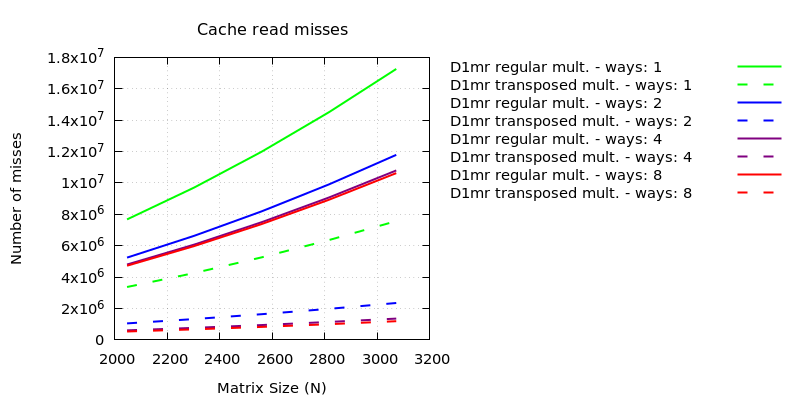 Cache read misses
1.8x10^7
1.6x10^7
1.4x10^7
1.2x10^7
1x10^7
8x10^6
6x10^6
4x10^6
2x10^6
0
Number of misses
2000 2200 2400 2600 2800 3000 3200
Matrix Size (N)
D1mr regular mult. - ways: 1
D1mr transposed mult. - ways: 1
D1mr regular mult. - ways: 2
D1mr transposed mult. - ways: 2
D1mr regular mult. - ways: 4
D1mr transposed mult. - ways: 4
D1mr regular mult. - ways: 8
D1mr transposed mult. - ways: 8